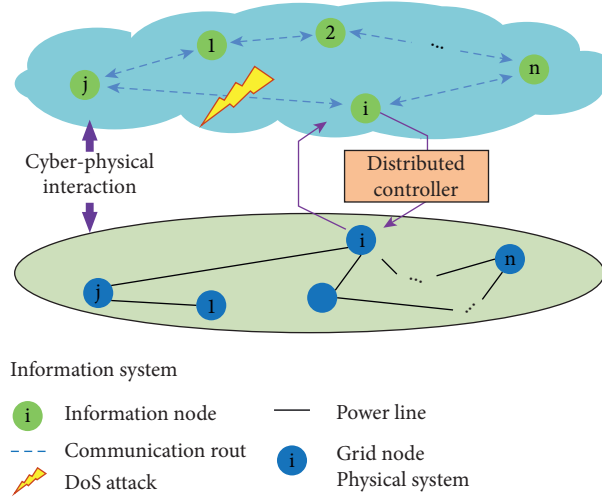 2
1
...
n
j
i
Cyber-physical
interaction
Distributed
controller
i
n
...
j
1
...
Information system
i Information node
Power line
Communication rout
i Grid node
DoS attack
Physical system